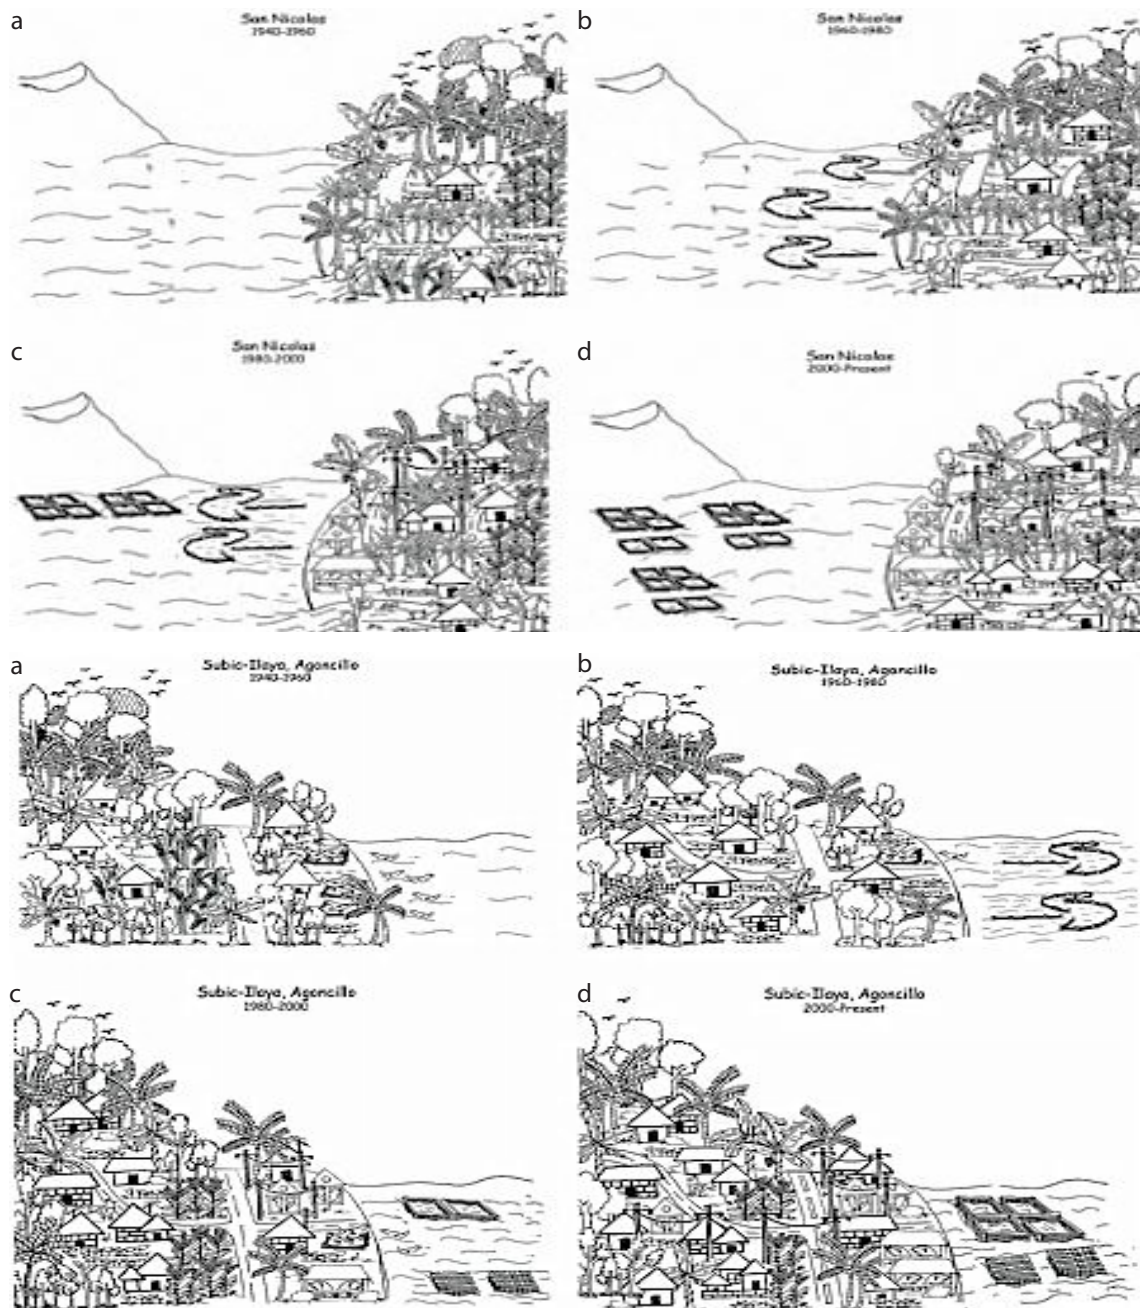 a
San Nicolas
1940-1960
b
San Nicolas
1960-1980
c
San Nicolas
1980-2000
d
San Nicolas
2000-Present
a
Subic-Ilaya, Agoncillo
1940-1960
b
Subic-Ilaya, Agoncillo
1960-1980
c
Subic-Ilaya, Agoncillo
1980-2000
d
Subic-Ilaya, Agoncillo
2000-Present